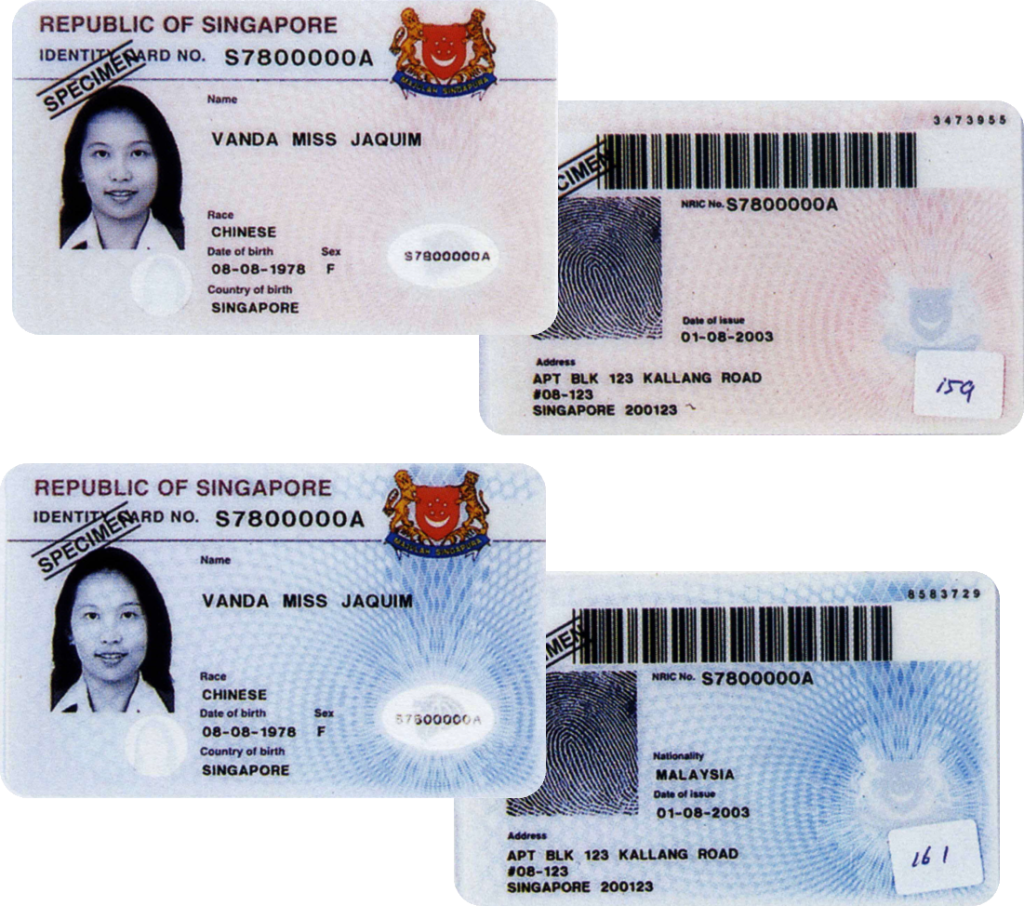 REPUBLIC OF SINGAPORE
IDENTITY CARD NO. S7800000A
SPECIMEN
MAJULAH SINGAPURA
Name
VANDA MISS JAQUIM
Race
CHINESE
Date of birth Sex
08-08-1978 F
S7800000A
Country of birth
SINGAPORE
3473955
CIMEN
NRIC No. S7800000A
Date of issue
01-08-2003
Address
APT BLK 123 KALLANG ROAD
#08-123
SINGAPORE 200123
159
REPUBLIC OF SINGAPORE
IDENTITY CARD NO. S7800000A
SPECIMEN
MAJULAH SINGAPURA
Name
VANDA MISS JAQUIM
Race
CHINESE
Date of birth Sex
08-08-1978 F
S7800000A
Country of birth
SINGAPORE
8583729
IMEN
NRIC No. S7800000A
Nationality
MALAYSIA
Date of issue
01-08-2003
Address
APT BLK 123 KALLANG ROAD
#08-123
SINGAPORE 200123
161